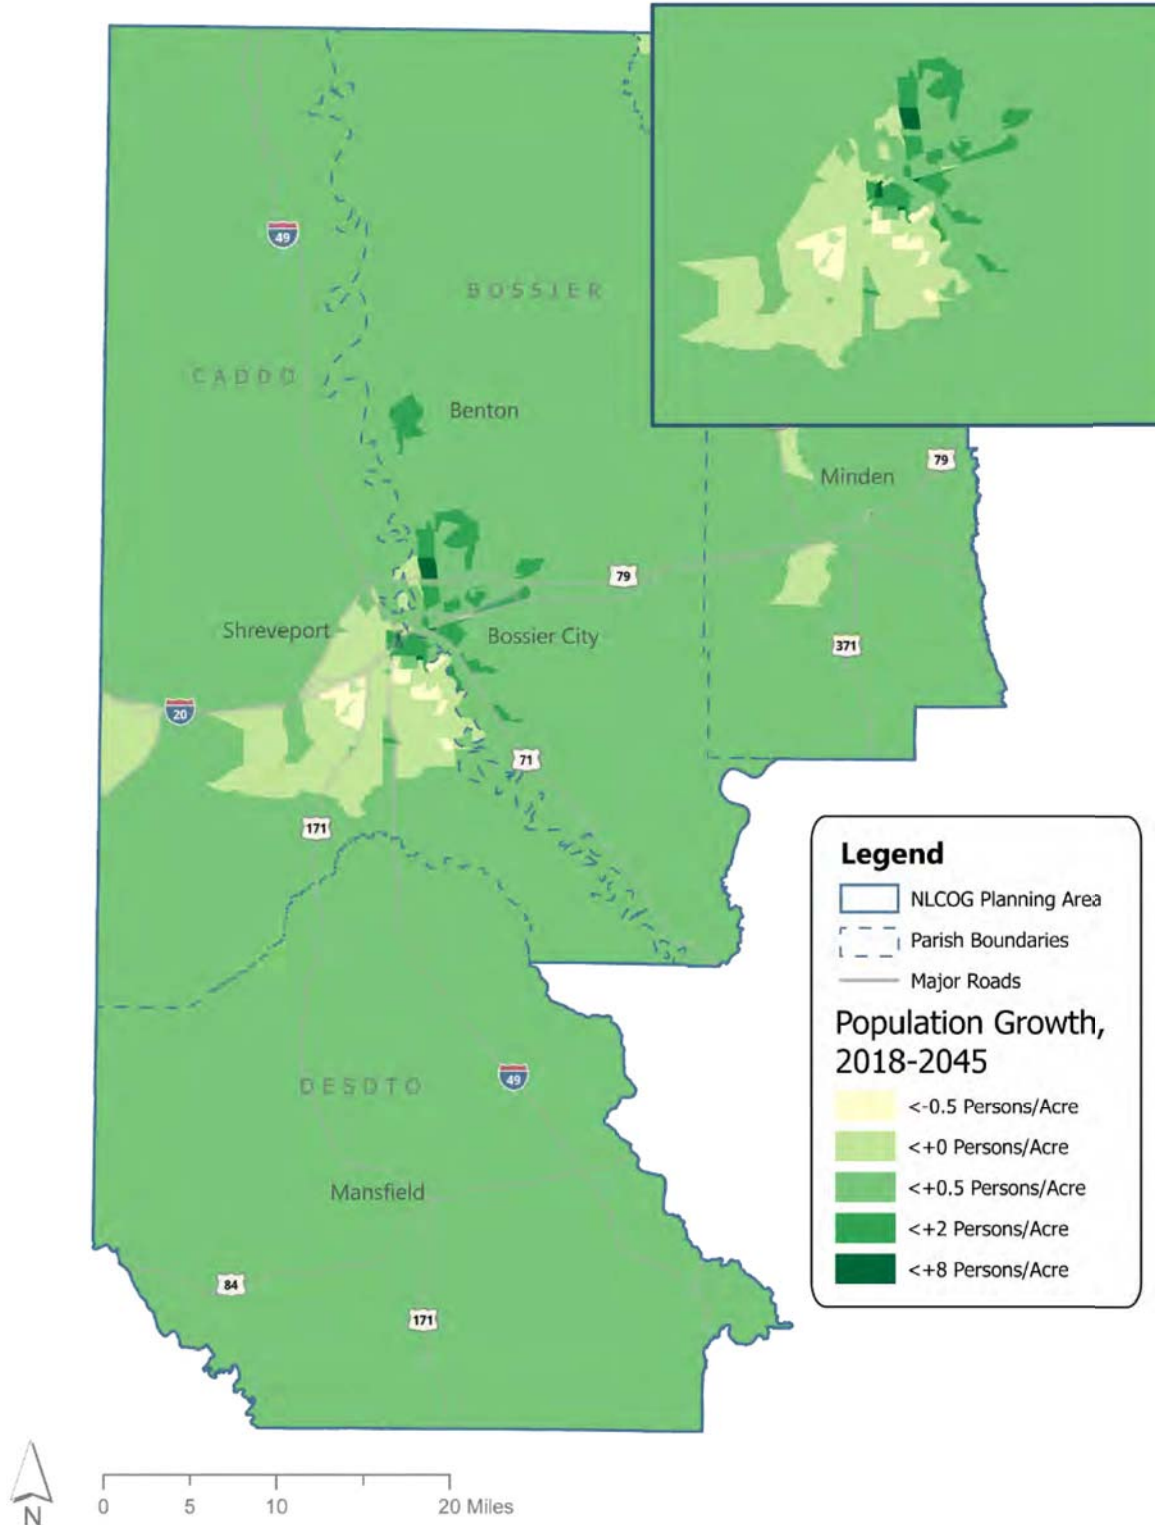 49
BOSSIER
CADDO
Benton
79
Minden
79
Shreveport
Bossier City
371
20
71
171
Legend
NLCOG Planning Area
Parish Boundaries
Major Roads
Population Growth,
2018-2045
<-0.5 Persons/Acre
<+0 Persons/Acre
<+0.5 Persons/Acre
<+2 Persons/Acre
<+8 Persons/Acre
DESOTO
49
Mansfield
84
171
N
0 5 10 20 Miles